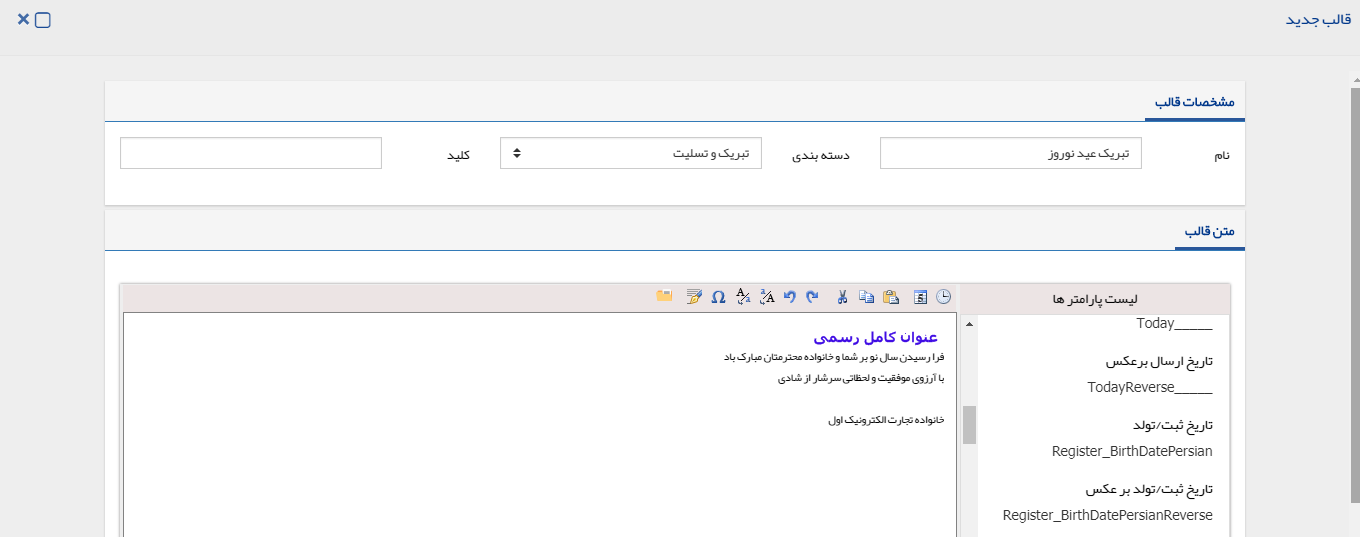 قالب جدید
مشخصات قالب
نام
تبریک عید نوروز
دسته بندی
تبریک و تسلیت
کلید
متن قالب
لیست پارامتر ها
Today_____
تاریخ ارسال برعکس
TodayReverse_____
تاریخ ثبت/تولد
Register_BirthDatePersian
تاریخ ثبت/تولد بر عکس
Register_BirthDatePersianReverse
عنوان کامل رسمی
فرا رسیدن سال نو بر شما و خانواده محترمتان مبارک باد
با آرزوی موفقیت و لحظاتی سرشار از شادی
خانواده تجارت الکترونیک اول